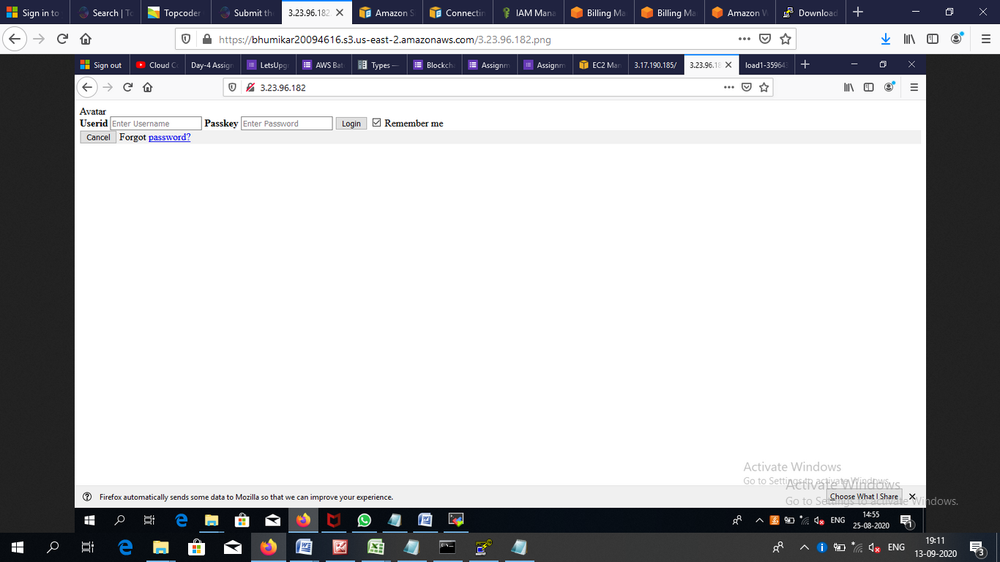 Sign in to Search | To Topcoder Submit the 3.23.96.182. Amazon S Connectin IAM Mana Billing Ma Billing Ma Amazon W Download
https://bhumikar20094616.s3.us-east-2.amazonaws.com/3.23.96.182.png
Sign out Cloud Co Day-4 Assign LetsUpgr AWS Bat Types — Blockcha Assignm Assignm EC2 Man 3.17.190.185/ 3.23.96.18 load1-359643
3.23.96.182
Avatar
Userid Enter Username Passkey Enter Password Login Remember me
Cancel Forgot password?
Activate Windows
Go to Settings to activate Windows.
Activate Windows
Go to Settings to activate Windows.
Firefox automatically sends some data to Mozilla so that we can improve your experience. Choose What I Share
ENG 14:55
25-08-2020 1
ENG 19:11
13-09-2020 3